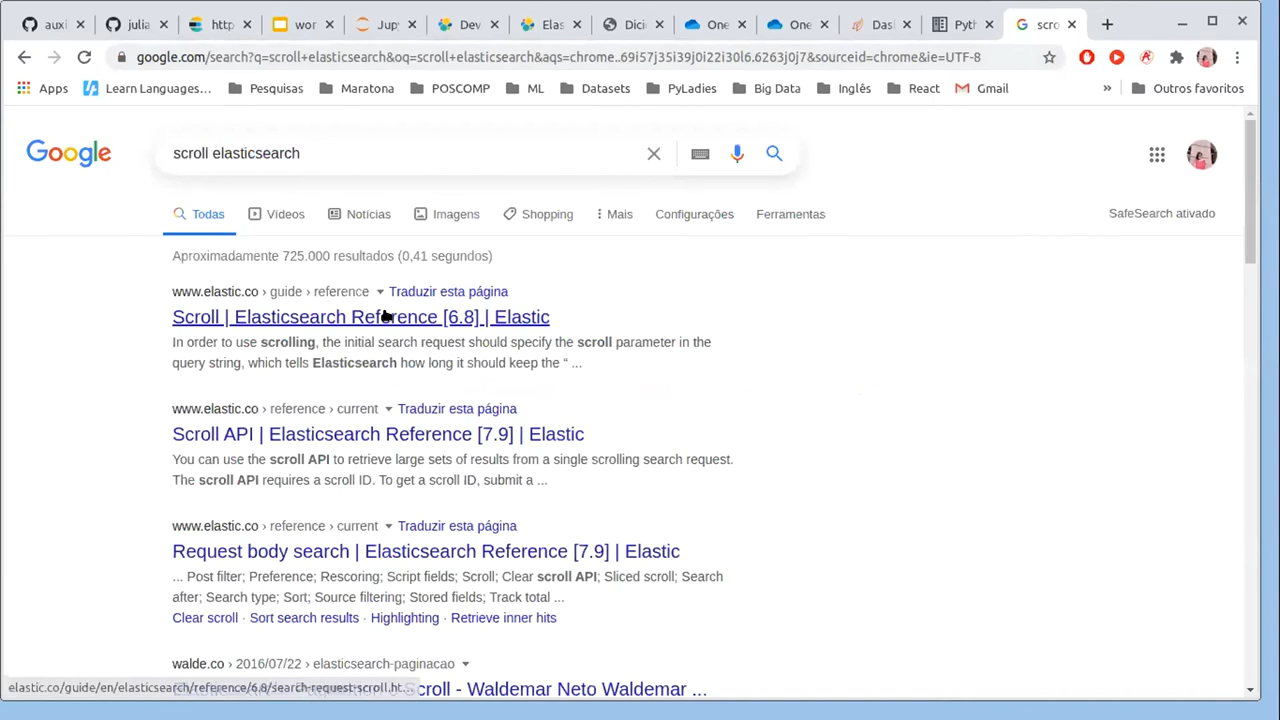 auxi
julia
http
wor
Jup
Dev
Elas
Dici
One
One
Das
Pyth
scro
google.com/search?q=scroll+elasticsearch&oq=scroll+elasticsearch&aqs=chrome..69i57j35j39j0i22i30l6.6263j0j7&sourceid=chrome&ie=UTF-8
Apps
Learn Languages...
Pesquisas
Maratona
POSCOMP
ML
Datasets
PyLadies
Big Data
Inglês
React
Gmail
»
Outros favoritos
Google
scroll elasticsearch
Todas
Vídeos
Notícias
Imagens
Shopping
Mais
Configurações
Ferramentas
SafeSearch ativado
Aproximadamente 725.000 resultados (0,41 segundos)
www.elastic.co › guide › reference Traduzir esta página
Scroll | Elasticsearch Reference [6.8] | Elastic
In order to use scrolling, the initial search request should specify the scroll parameter in the
query string, which tells Elasticsearch how long it should keep the “ ...
www.elastic.co › reference › current Traduzir esta página
Scroll API | Elasticsearch Reference [7.9] | Elastic
You can use the scroll API to retrieve large sets of results from a single scrolling search request.
The scroll API requires a scroll ID. To get a scroll ID, submit a ...
www.elastic.co › reference › current Traduzir esta página
Request body search | Elasticsearch Reference [7.9] | Elastic
... Post filter; Preference; Rescoring; Script fields; Scroll; Clear scroll API; Sliced scroll; Search
after; Search type; Sort; Source filtering; Stored fields; Track total ...
Clear scroll · Sort search results · Highlighting · Retrieve inner hits
walde.co › 2016/07/22 › elasticsearch-paginacao
Scroll - Waldemar Neto Waldemar ...
elastic.co/guide/en/elasticsearch/reference/6.8/search-request-scroll.ht...